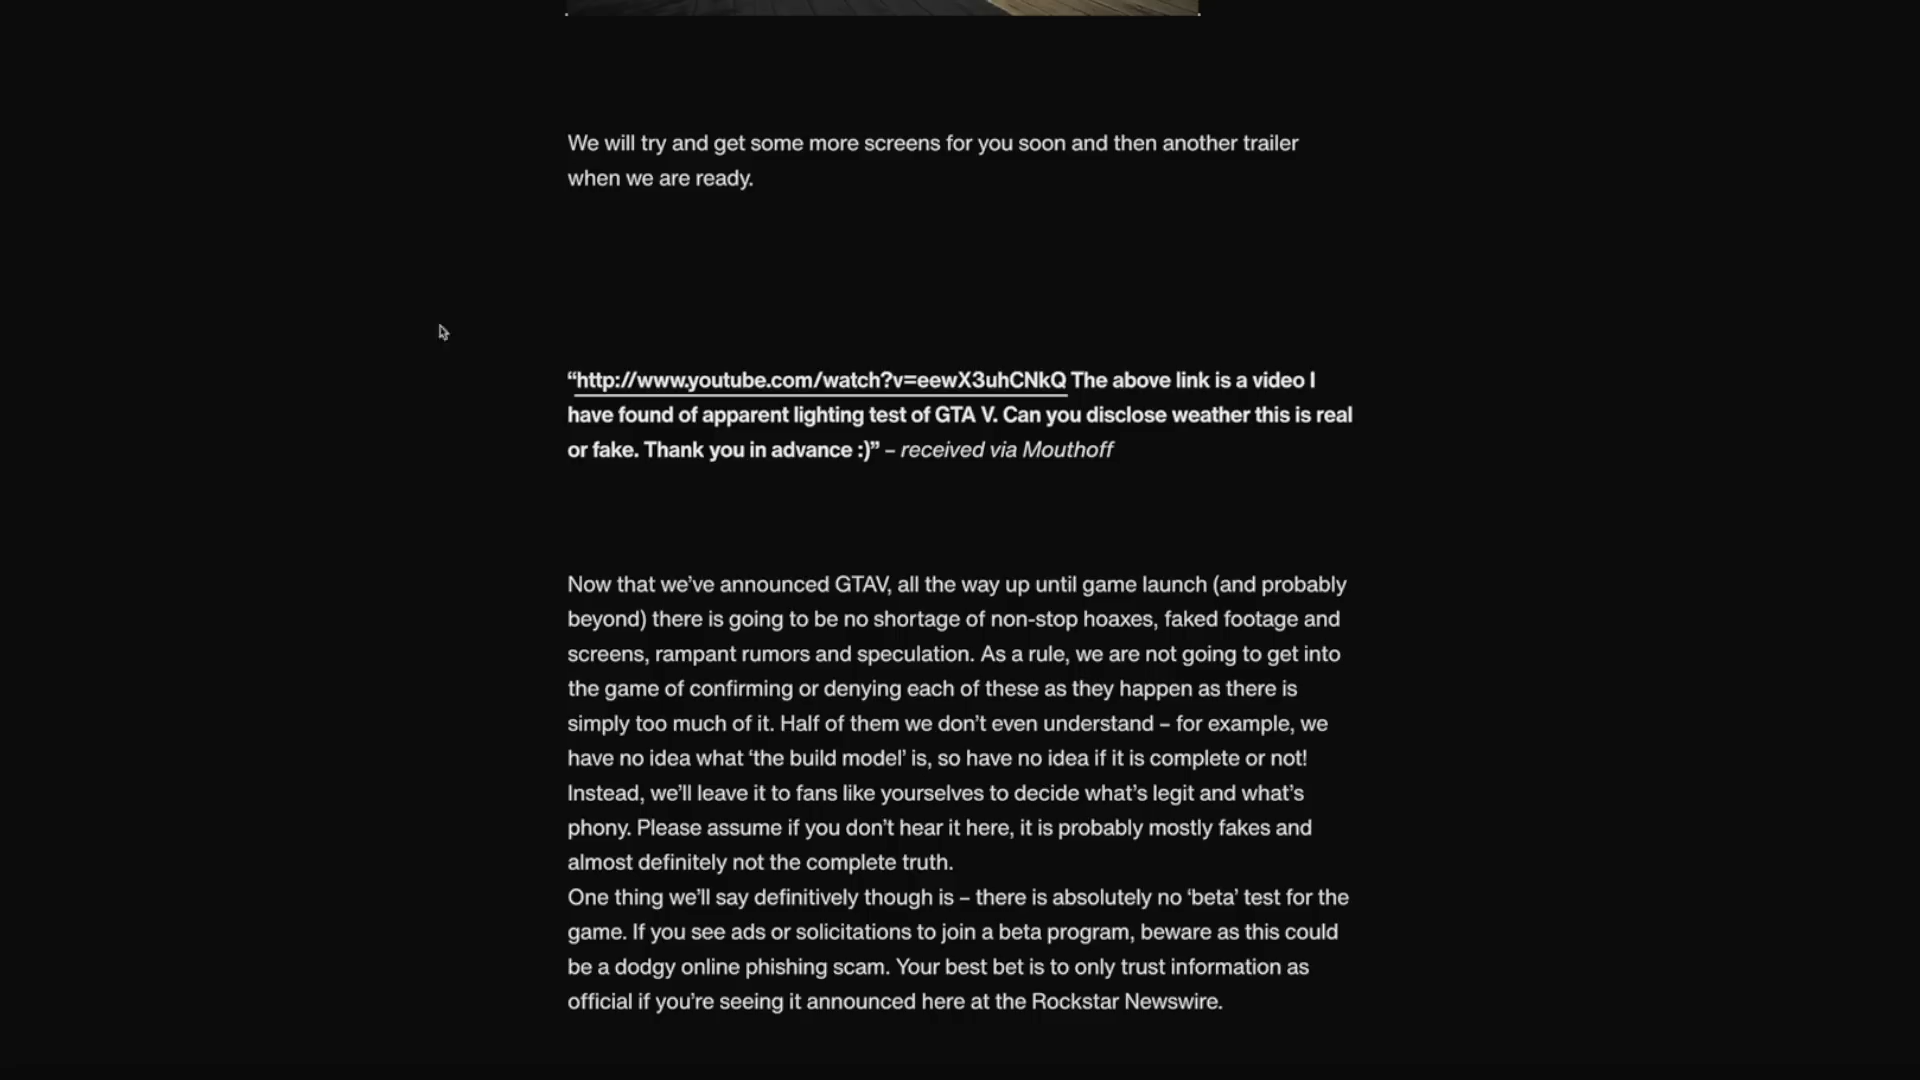 We will try and get some more screens for you soon and then another trailer
when we are ready.
“http://www.youtube.com/watch?v=eewX3uhCNkQ The above link is a video I
have found of apparent lighting test of GTA V. Can you disclose weather this is real
or fake. Thank you in advance :)” – received via Mouthoff
Now that we’ve announced GTAV, all the way up until game launch (and probably
beyond) there is going to be no shortage of non-stop hoaxes, faked footage and
screens, rampant rumors and speculation. As a rule, we are not going to get into
the game of confirming or denying each of these as they happen as there is
simply too much of it. Half of them we don’t even understand – for example, we
have no idea what ‘the build model’ is, so have no idea if it is complete or not!
Instead, we’ll leave it to fans like yourselves to decide what’s legit and what’s
phony. Please assume if you don’t hear it here, it is probably mostly fakes and
almost definitely not the complete truth.
One thing we’ll say definitively though is – there is absolutely no ‘beta’ test for the
game. If you see ads or solicitations to join a beta program, beware as this could
be a dodgy online phishing scam. Your best bet is to only trust information as
official if you’re seeing it announced here at the Rockstar Newswire.